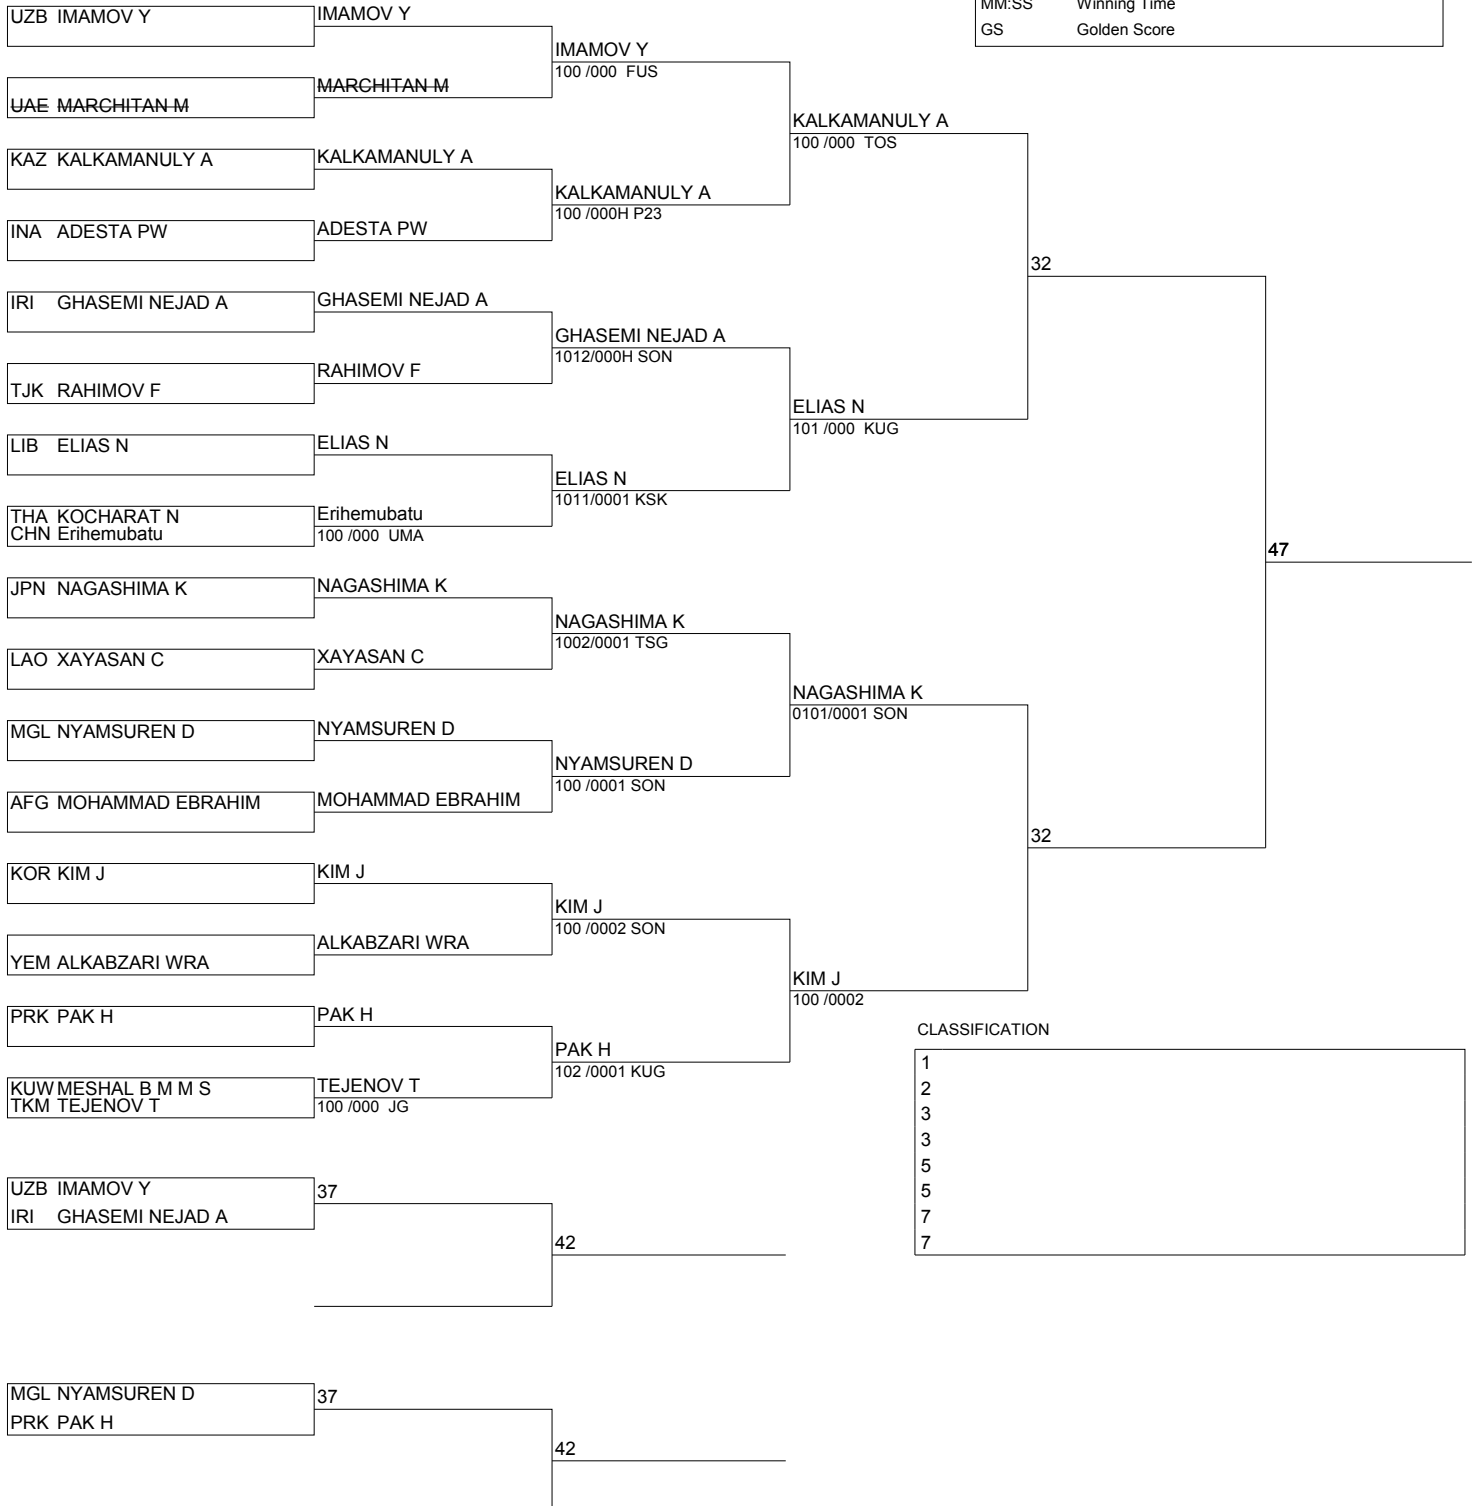 MM:SS Winning Time
GS Golden Score
UZB IMAMOV Y
UAE MARCHITAN M
KAZ KALKAMANULY A
INA ADESTA PW
IRI GHASEMI NEJAD A
TJK RAHIMOV F
LIB ELIAS N
THA KOCHARAT N
CHN Erihemubatu
JPN NAGASHIMA K
LAO XAYASAN C
MGL NYAMSUREN D
AFG MOHAMMAD EBRAHIM
KOR KIM J
YEM ALKABZARI WRA
PRK PAK H
KUW MESHAL B M M S
TKM TEJENOV T
IMAMOV Y
MARCHITAN M
KALKAMANULY A
ADESTA PW
GHASEMI NEJAD A
RAHIMOV F
ELIAS N
Erihemubatu
100 /000 UMA
NAGASHIMA K
XAYASAN C
NYAMSUREN D
MOHAMMAD EBRAHIM
KIM J
ALKABZARI WRA
PAK H
TEJENOV T
100 /000 JG
IMAMOV Y
100 /000 FUS
KALKAMANULY A
100 /000H P23
GHASEMI NEJAD A
1012/000H SON
ELIAS N
1011/0001 KSK
NAGASHIMA K
1002/0001 TSG
NYAMSUREN D
100 /0001 SON
KIM J
100 /0002 SON
PAK H
102 /0001 KUG
KALKAMANULY A
100 /000 TOS
ELIAS N
101 /000 KUG
NAGASHIMA K
0101/0001 SON
KIM J
100 /0002
32
32
47
CLASSIFICATION
1
2
3
3
5
5
7
7
UZB IMAMOV Y
IRI GHASEMI NEJAD A
37
42
MGL NYAMSUREN D
PRK PAK H
37
42